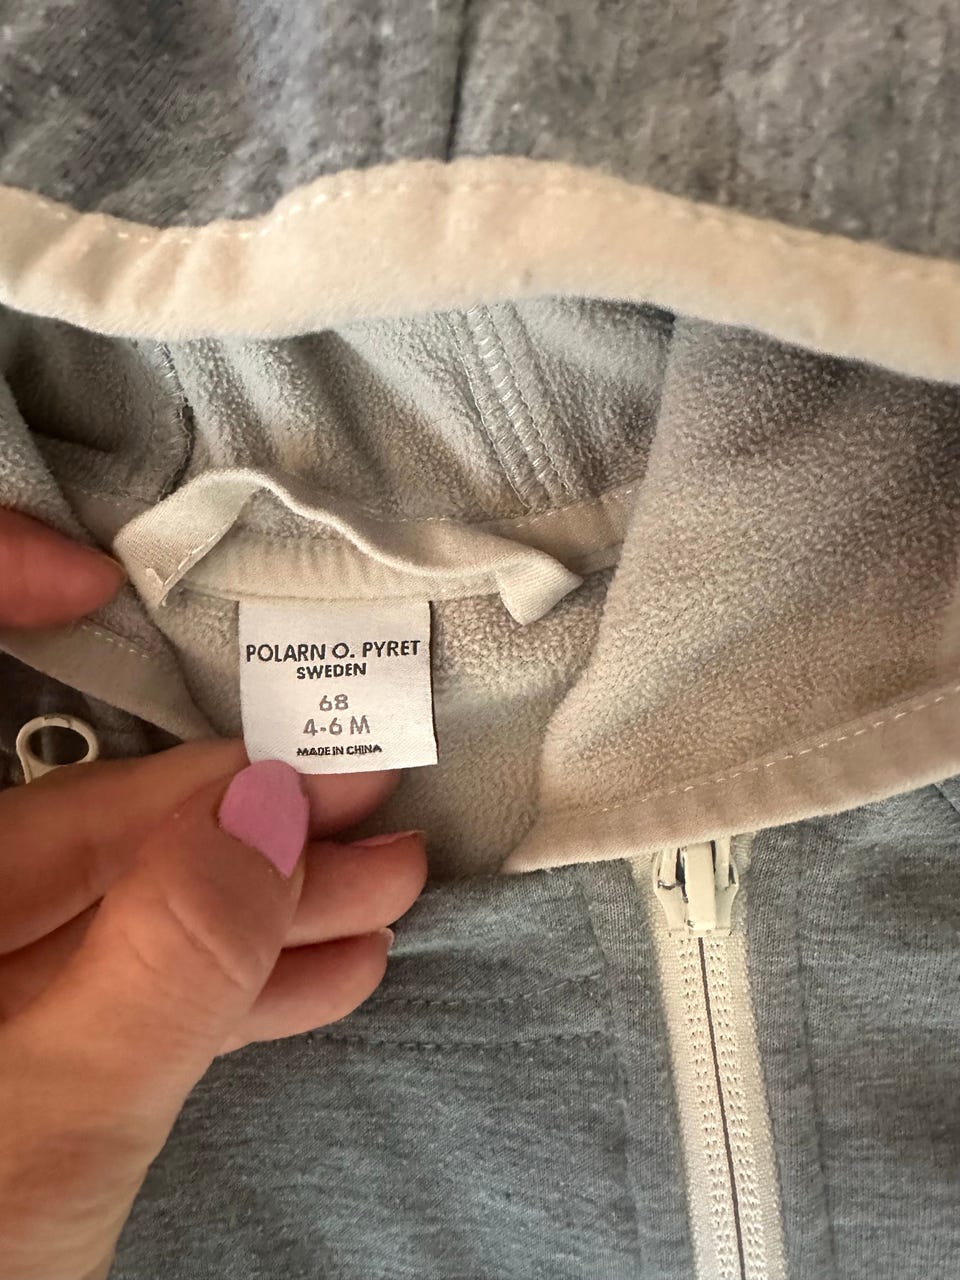 POLARN O. PYRET
SWEDEN
68
4-6 M
MADE IN CHINA